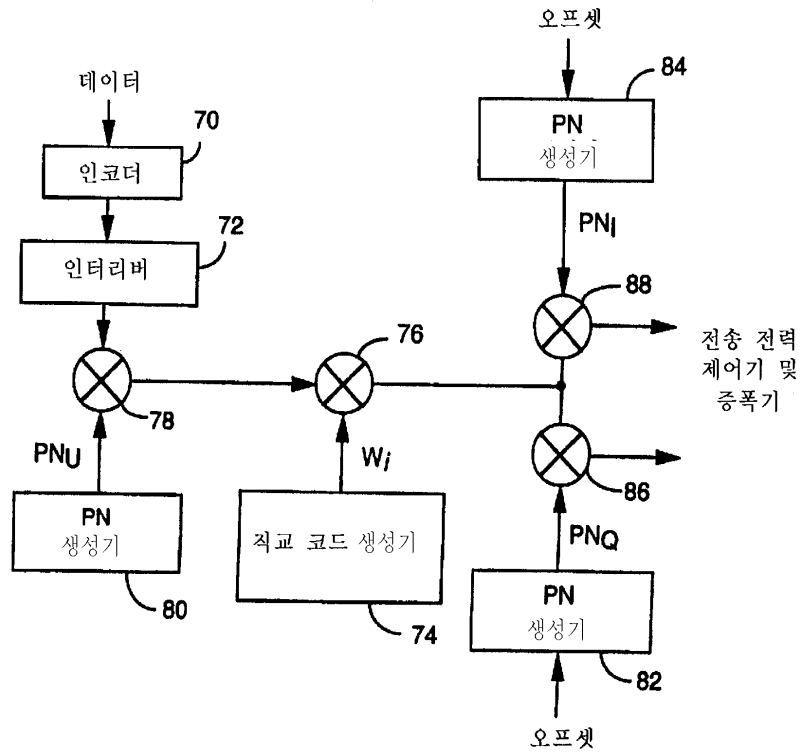 오프셋
84
PN
생성기
데이터
70
인코더
72
인터리버
PNI
88
76
전송 전력
제어기 및
증폭기
78
86
PNU
Wi
PNQ
PN
생성기
80
직교 코드 생성기
74
PN
생성기
82
오프셋